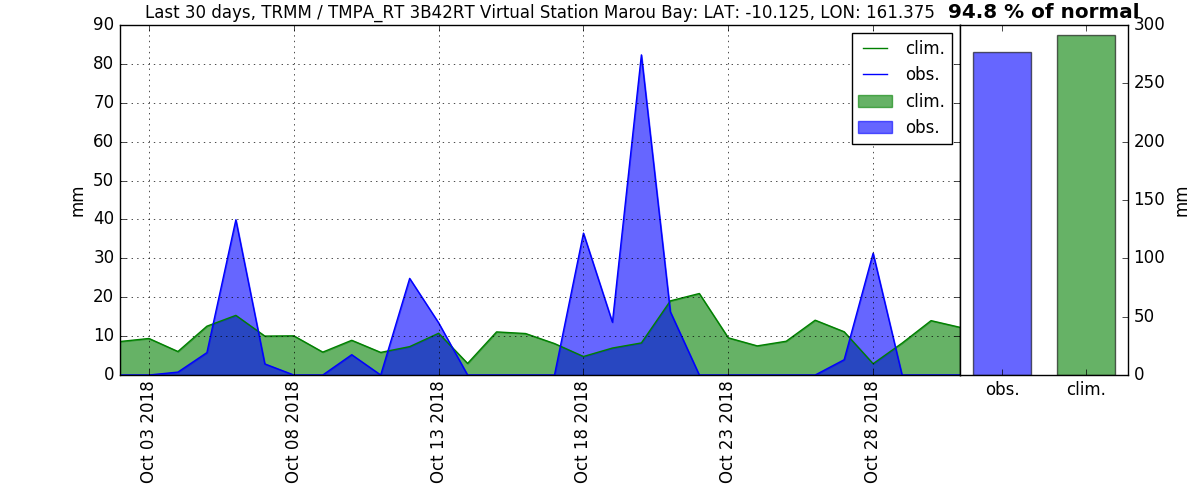 Last 30 days, TRMM / TMPA_RT 3B42RT Virtual Station Marou Bay: LAT: -10.125, LON: 161.375
94.8 % of normal
90
80
70
60
50
40
30
20
10
0
mm
clim.
obs.
clim.
obs.
Oct 03 2018
Oct 08 2018
Oct 13 2018
Oct 18 2018
Oct 23 2018
Oct 28 2018
300
250
200
150
100
50
0
mm
obs.
clim.